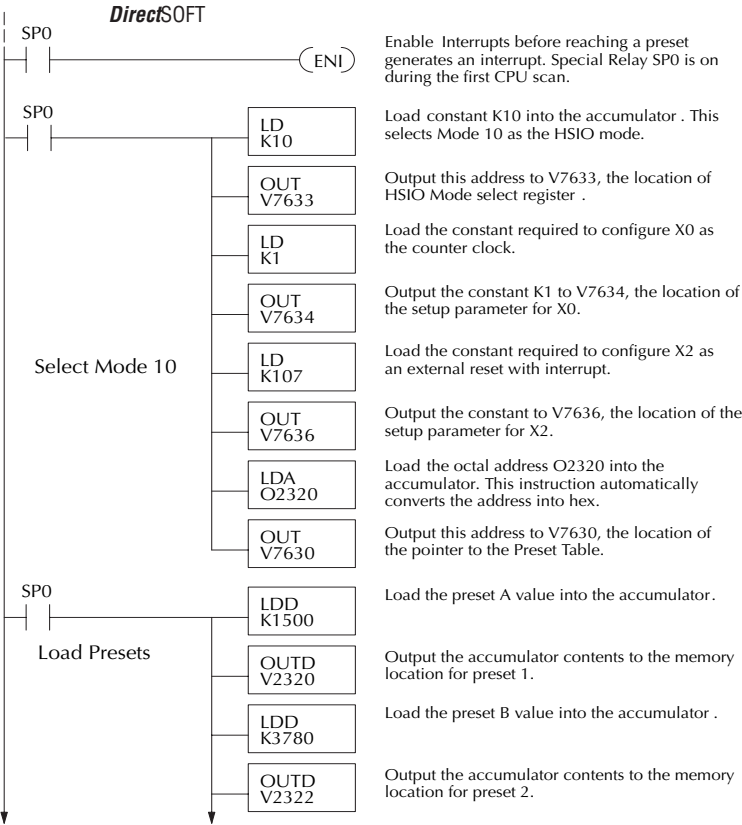 DirectSOFT
SP0
ENI
Enable Interrupts before reaching a preset
generates an interrupt. Special Relay SP0 is on
during the first CPU scan.
SP0
LD
K10
Load constant K10 into the accumulator . This
selects Mode 10 as the HSIO mode.
OUT
V7633
Output this address to V7633, the location of
HSIO Mode select register .
LD
K1
Load the constant required to configure X0 as
the counter clock.
OUT
V7634
Output the constant K1 to V7634, the location of
the setup parameter for X0.
Select Mode 10
LD
K107
Load the constant required to configure X2 as
an external reset with interrupt.
OUT
V7636
Output the constant to V7636, the location of the
setup parameter for X2.
LDA
O2320
Load the octal address O2320 into the
accumulator. This instruction automatically
converts the address into hex.
OUT
V7630
Output this address to V7630, the location of
the pointer to the Preset Table.
SP0
Load Presets
LDD
K1500
Load the preset A value into the accumulator.
OUTD
V2320
Output the accumulator contents to the memory
location for preset 1.
LDD
K3780
Load the preset B value into the accumulator .
OUTD
V2322
Output the accumulator contents to the memory
location for preset 2.